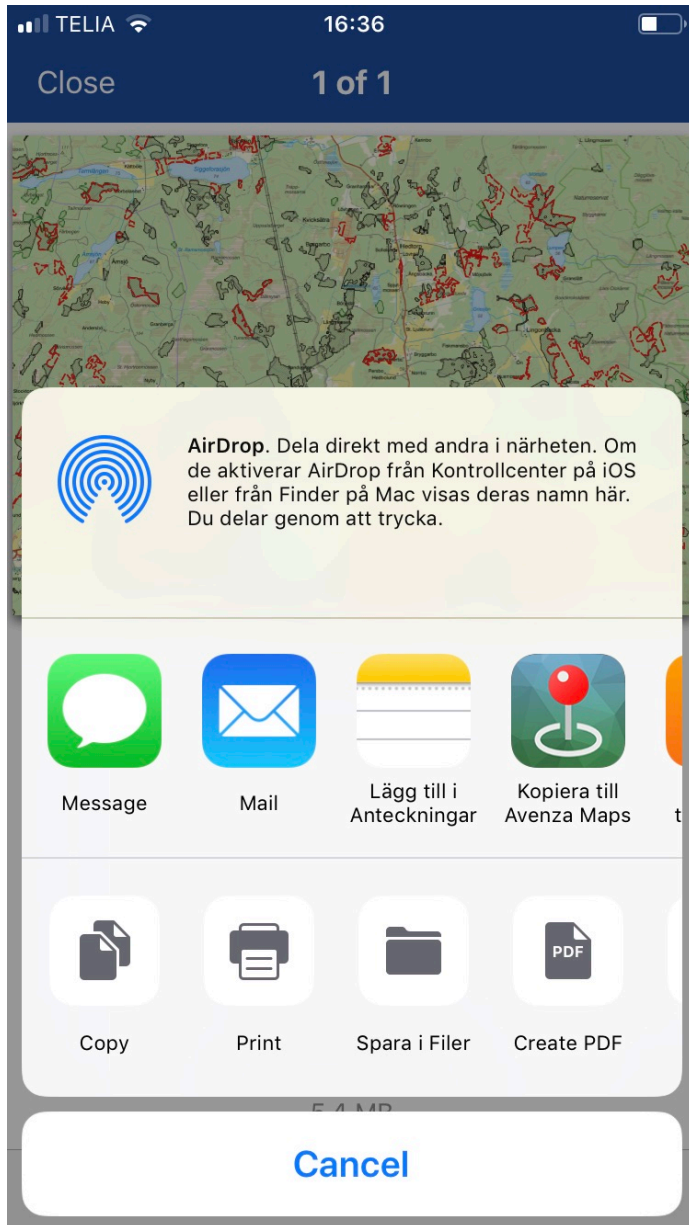 TELIA
16:36
Close
1 of 1
AirDrop. Dela direkt med andra i närheten. Om
de aktiverar AirDrop från Kontrollcenter på iOS
eller från Finder på Mac visas deras namn här.
Du delar genom att trycka.
Message
Mail
Lägg till i
Anteckningar
Kopiera till
Avenza Maps
t
Copy
Print
Spara i Filer
Create PDF
PDF
Cancel